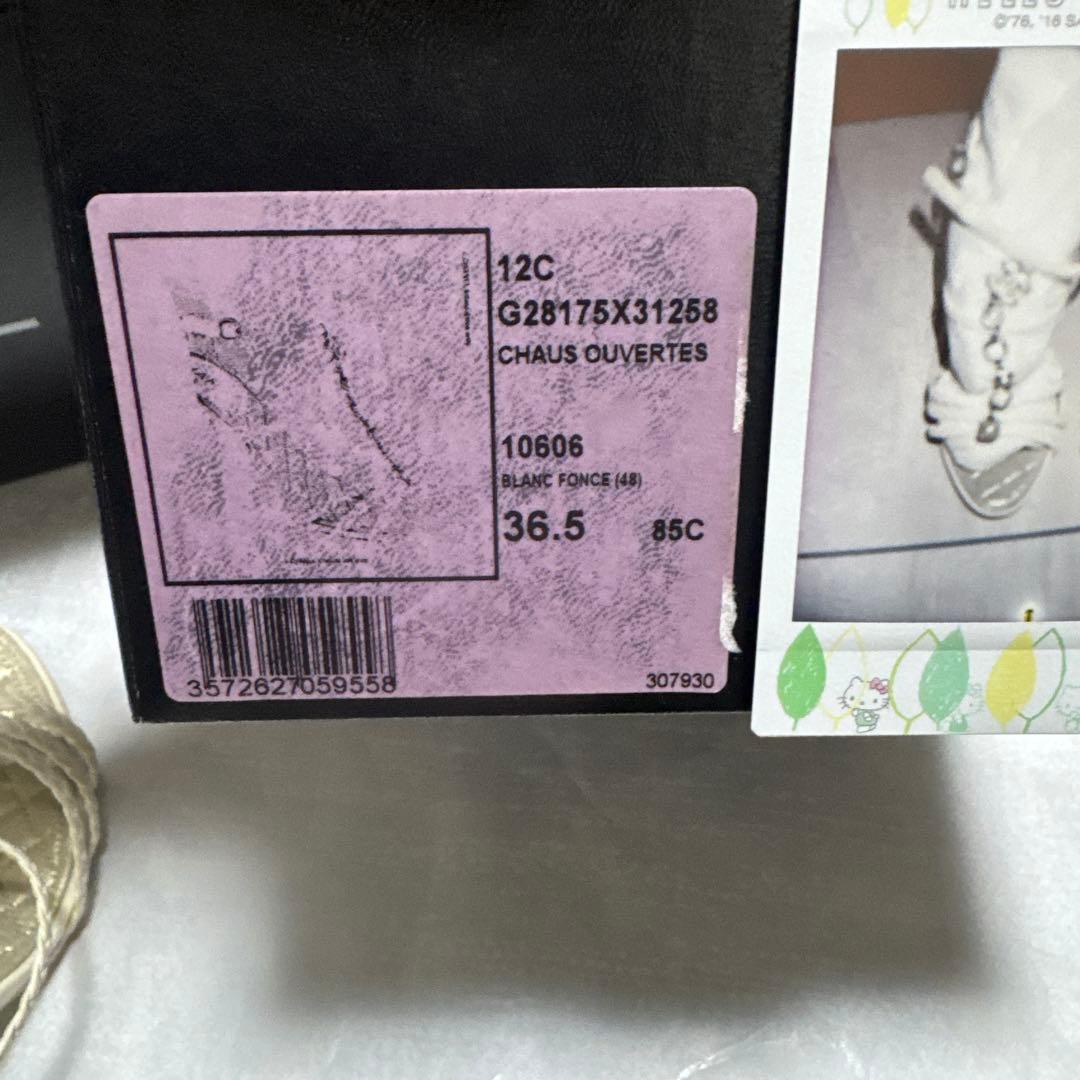 ©'76, '16
12C
G28175X31258
CHAUS OUVERTES
10606
BLANC FONCE (48)
36.5 85C
3572627059558
307930